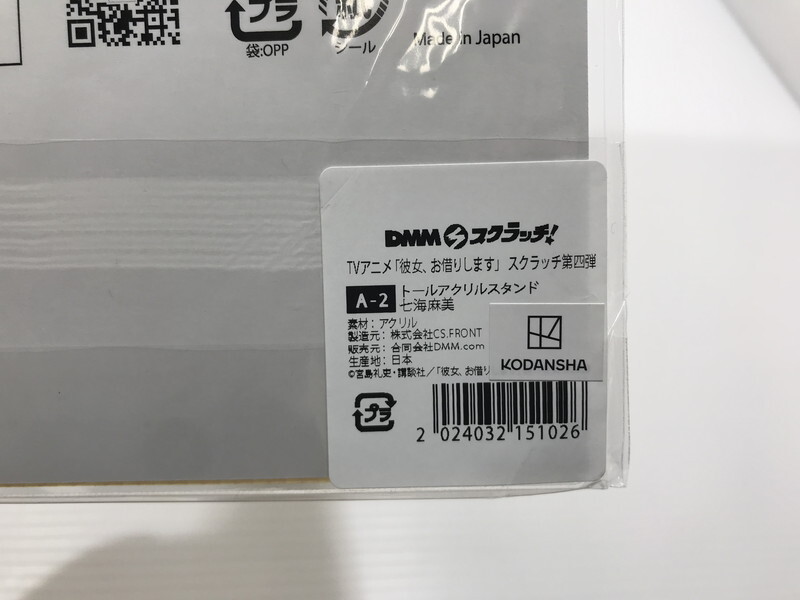 プラ
袋:OPP
シール
Made in Japan
DMMスクラッチ!
TVアニメ「彼女、お借りします」 スクラッチ第四弾
A-2 トールアクリルスタンド
七海麻美
素材：アクリル
製造元：株式会社CS.FRONT
販売元：合同会社DMM.com
生産地：日本
©宮島礼吏・講談社／「彼女、お借り
KODANSHA
プラ
2 024032 151026